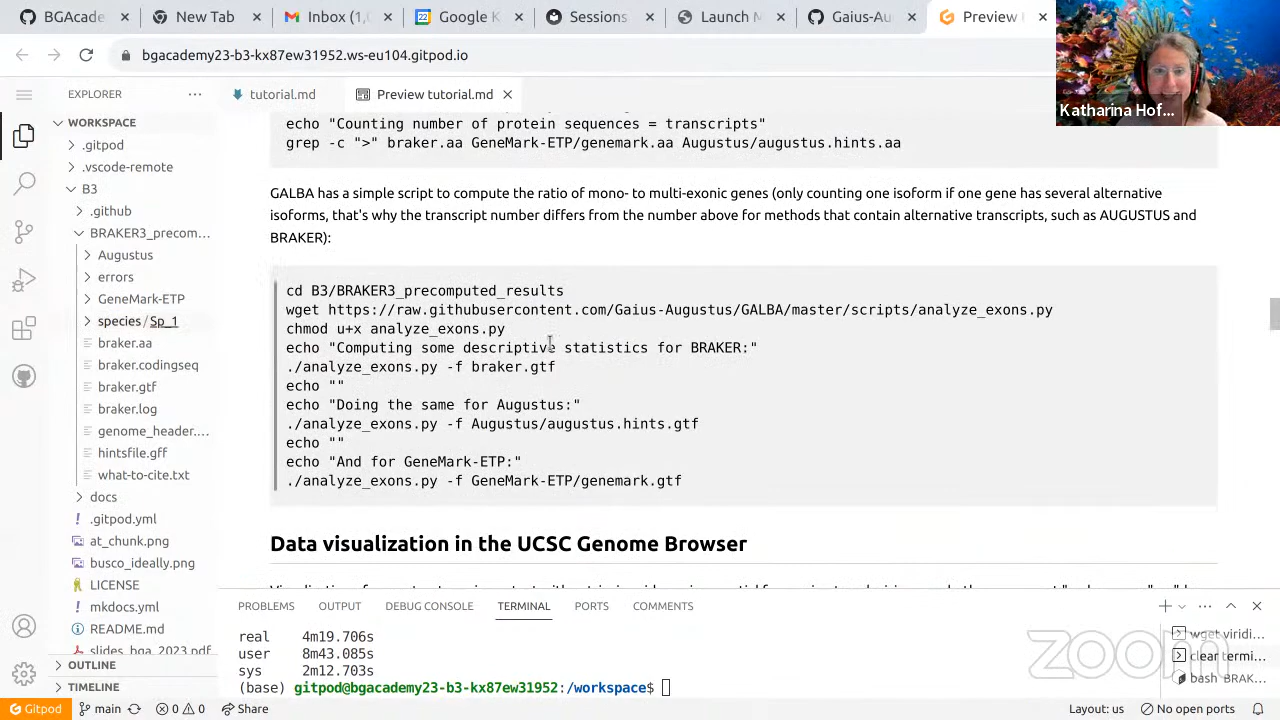 New Tab
Inbox (1,
Google K
Sessions
Launch M
Gaius-Au
Preview
bgacademy23-b3-kx87ew31952.ws-eu104.gitpod.io
Katharina Hof...
EXPLORER
tutorial.md
Preview tutorial.md
WORKSPACE
.gitpod
.vscode-remote
B3
.github
BRAKER3_precom...
Augustus
errors
GeneMark-ETP
species/Sp_1
braker.aa
braker.codingseq
braker.gtf
braker.log
genome_header....
hintsfile.gff
what-to-cite.txt
docs
.gitpod.yml
at_chunk.png
busco_ideally.png
LICENSE
mkdocs.yml
README.md
slides_bga_2023.pdf
OUTLINE
TIMELINE
echo "Counting number of protein sequences = transcripts"
grep -c ">" braker.aa GeneMark-ETP/genemark.aa Augustus/augustus.hints.aa
GALBA has a simple script to compute the ratio of mono- to multi-exonic genes (only counting one isoform if one gene has several alternative
isoforms, that's why the transcript number differs from the number above for methods that contain alternative transcripts, such as AUGUSTUS and
BRAKER):
cd B3/BRAKER3_precomputed_results
wget https://raw.githubusercontent.com/Gaius-Augustus/GALBA/master/scripts/analyze_exons.py
chmod u+x analyze_exons.py
echo "Computing some descriptive statistics for BRAKER:"
./analyze_exons.py -f braker.gtf
echo ""
echo "Doing the same for Augustus:"
./analyze_exons.py -f Augustus/augustus.hints.gtf
echo ""
echo "And for GeneMark-ETP:"
./analyze_exons.py -f GeneMark-ETP/genemark.gtf
Data visualization in the UCSC Genome Browser
PROBLEMS
OUTPUT
DEBUG CONSOLE
TERMINAL
PORTS
COMMENTS
real 4m19.706s
user 8m43.085s
sys 2m12.703s
(base) gitpod@bgacademy23-b3-kx87ew31952:/workspace$
wget viridi...
clear termi...
bash BRAK...
zoom
Gitpod
main
0 0
Share
Layout: us
No open ports